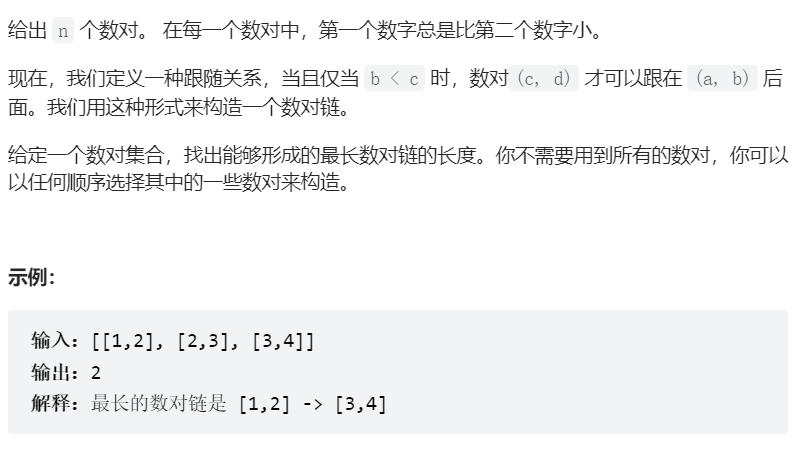 给出 n 个数对。 在每一个数对中，第一个数字总是比第二个数字小。
现在，我们定义一种跟随关系，当且仅当 b < c 时，数对(c, d) 才可以跟在 (a, b) 后
面。我们用这种形式来构造一个数对链。
给定一个数对集合，找出能够形成的最长数对链的长度。你不需要用到所有的数对，你可以
以任何顺序选择其中的一些数对来构造。
示例：
输入：[[1,2], [2,3], [3,4]]
输出：2
解释：最长的数对链是 [1,2] -> [3,4]